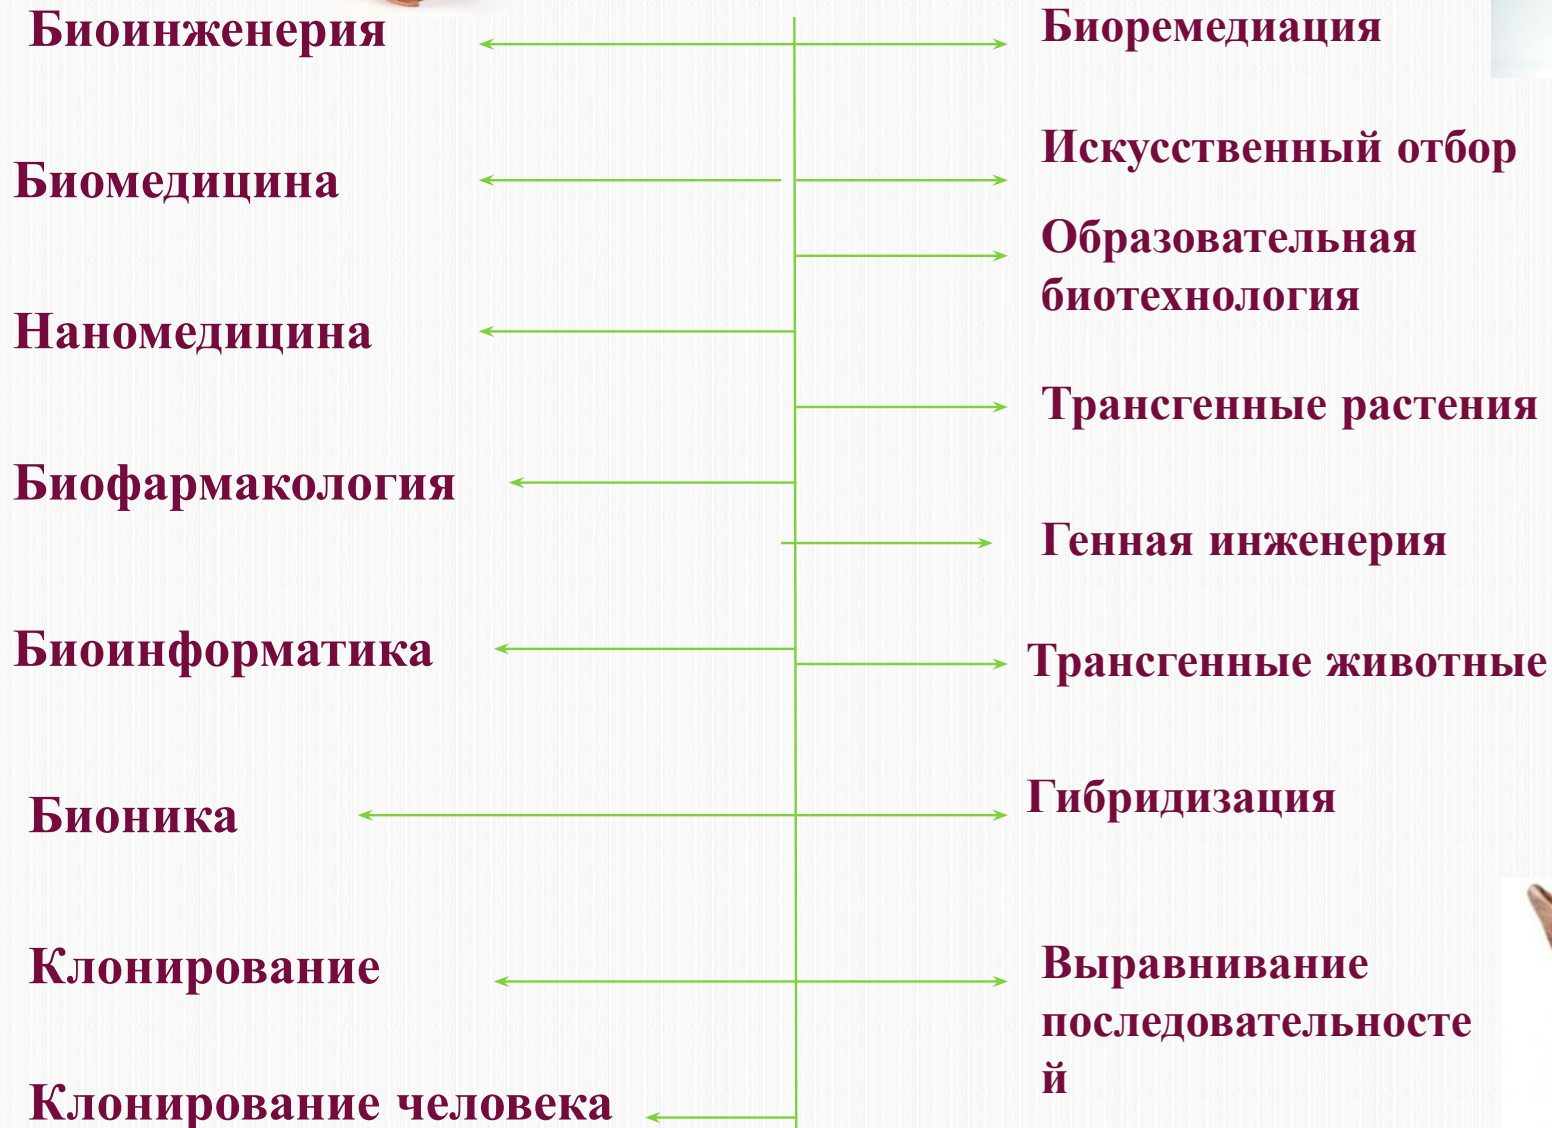 Биоинженерия
Биомедицина
Наномедицина
Биофармакология
Биоинформатика
Бионика
Клонирование
Клонирование человека
Биоремедиация
Искусственный отбор
Образовательная
биотехнология
Трансгенные растения
Генная инженерия
Трансгенные животные
Гибридизация
Выравнивание
последовательносте
й